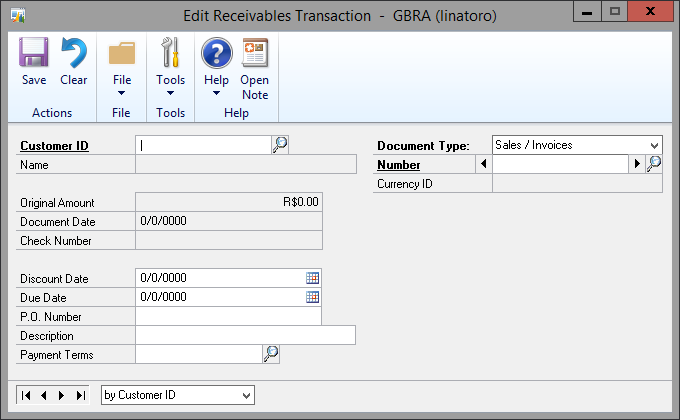 Edit Receivables Transaction - GBRA (linatoro)
Save Clear File Tools Help Open Note
Actions File Tools Help
Customer ID Document Type: Sales / Invoices
Name Number
Currency ID
Original Amount R$0.00
Document Date 0/0/0000
Check Number
Discount Date 0/0/0000
Due Date 0/0/0000
P.O. Number
Description
Payment Terms
by Customer ID